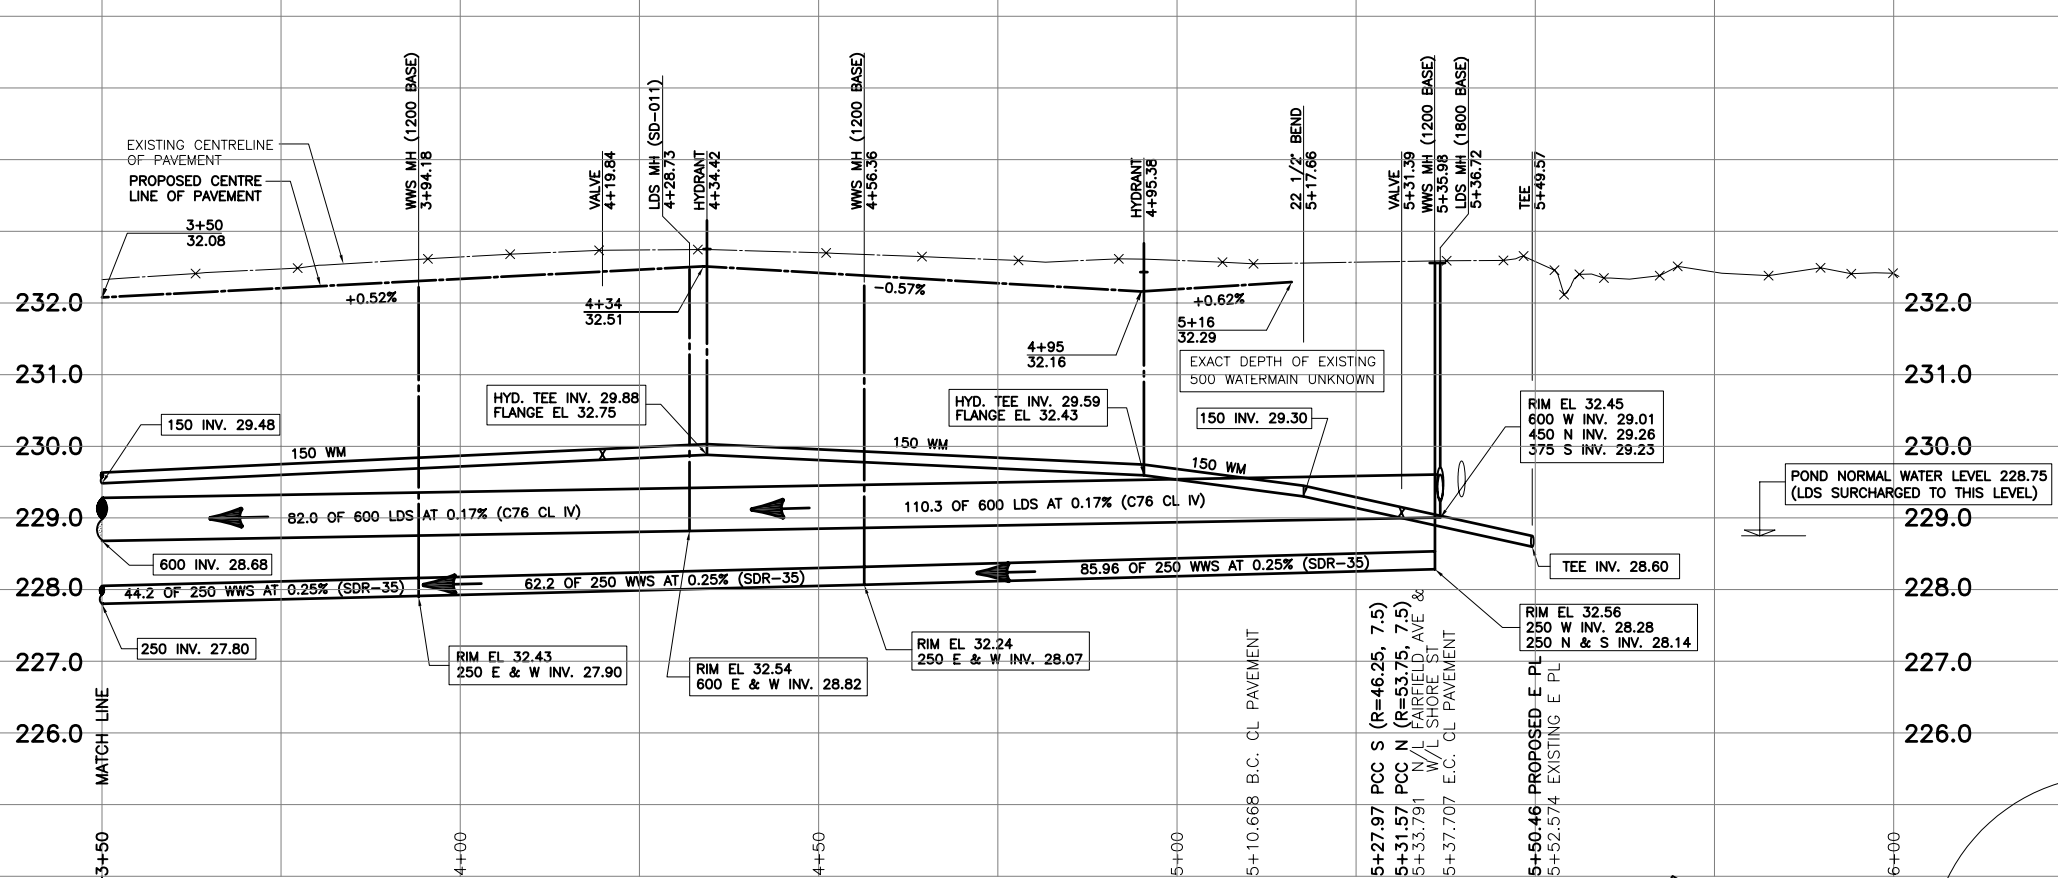 EXISTING CENTRELINE
OF PAVEMENT
PROPOSED CENTRE
LINE OF PAVEMENT
3+50
32.08
WWS MH (1200 BASE)
3+94.18
VALVE
4+19.84
LDS MH (SD-011)
4+28.73
HYDRANT
4+34.42
WWS MH (1200 BASE)
4+56.36
HYDRANT
4+95.38
22 1/2° BEND
5+17.66
VALVE
5+31.39
WWS MH (1200 BASE)
5+35.98
LDS MH (1800 BASE)
5+36.72
TEE
5+49.57
232.0
+0.52%
4+34
32.51
-0.57%
+0.62%
5+16
32.29
4+95
32.16
232.0
231.0
EXACT DEPTH OF EXISTING
500 WATERMAIN UNKNOWN
231.0
HYD. TEE INV. 29.88
FLANGE EL 32.75
HYD. TEE INV. 29.59
FLANGE EL 32.43
150 INV. 29.48
150 INV. 29.30
RIM EL 32.45
600 W INV. 29.01
450 N INV. 29.26
375 S INV. 29.23
230.0
150 WM
150 WM
150 WM
230.0
POND NORMAL WATER LEVEL 228.75
(LDS SURCHARGED TO THIS LEVEL)
229.0
82.0 OF 600 LDS AT 0.17% (C76 CL IV)
110.3 OF 600 LDS AT 0.17% (C76 CL IV)
229.0
600 INV. 28.68
TEE INV. 28.60
228.0
44.2 OF 250 WWS AT 0.25% (SDR-35)
62.2 OF 250 WWS AT 0.25% (SDR-35)
85.96 OF 250 WWS AT 0.25% (SDR-35)
228.0
250 INV. 27.80
RIM EL 32.43
250 E & W INV. 27.90
RIM EL 32.54
600 E & W INV. 28.82
RIM EL 32.24
250 E & W INV. 28.07
RIM EL 32.56
250 W INV. 28.28
250 N & S INV. 28.14
227.0
227.0
226.0
226.0
MATCH LINE
5+10.668 B.C. CL PAVEMENT
5+27.97 PCC S (R=46.25, 7.5)
5+31.57 PCC N (R=53.75, 7.5)
5+33.791 N/L FAIRFIELD AVE &
W/L SHORE ST
5+37.707 E.C. CL PAVEMENT
5+50.46 PROPOSED E PL
5+52.574 EXISTING E PL
3+50
4+00
4+50
5+00
6+00